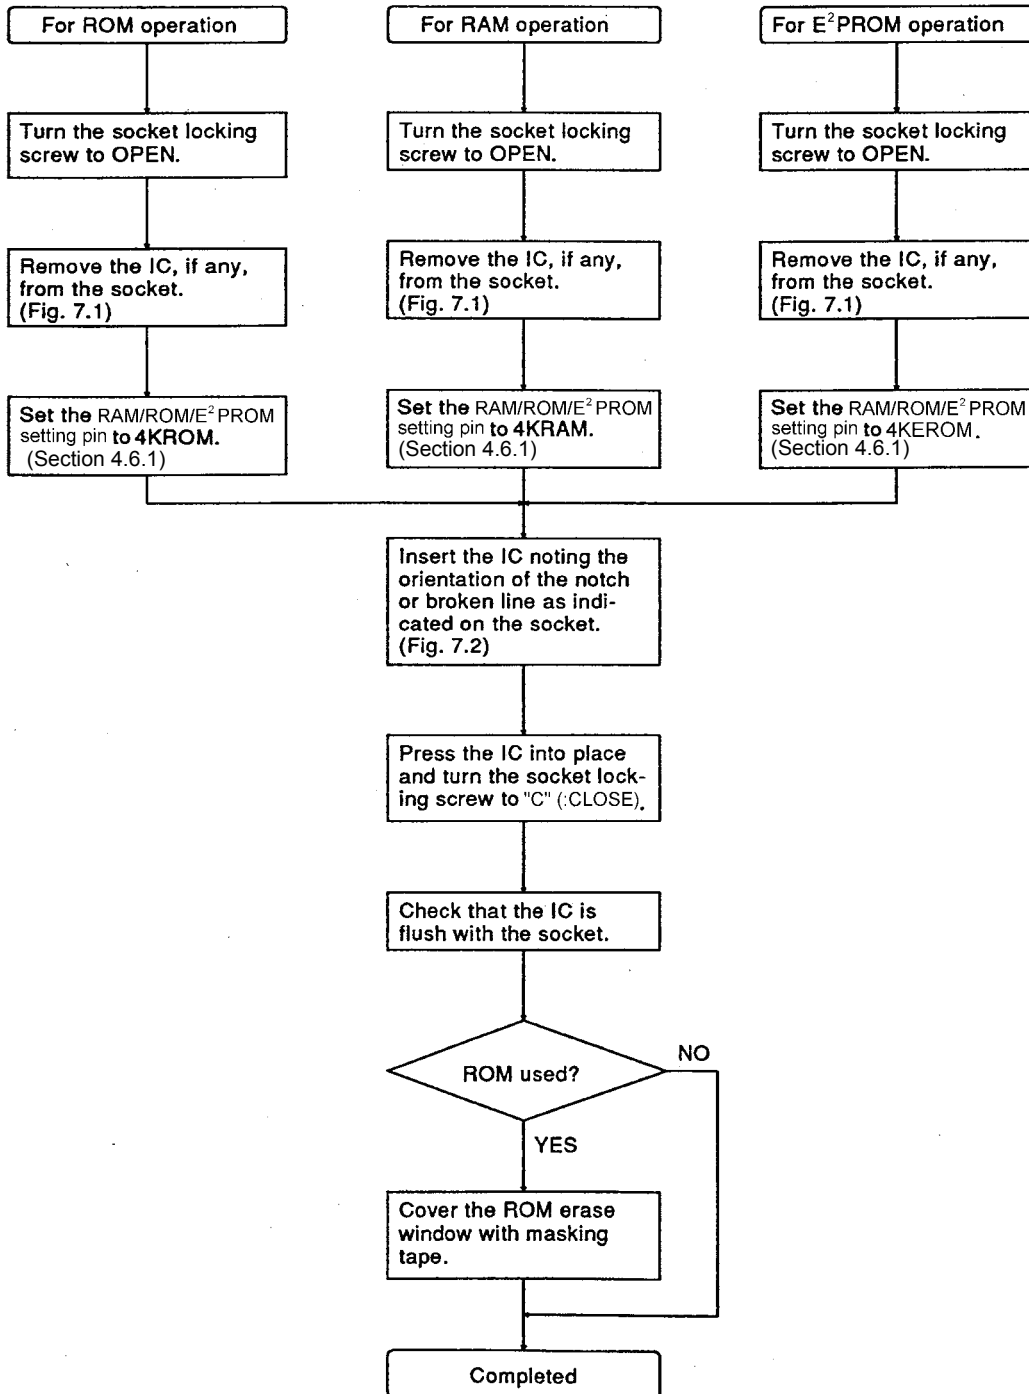 For ROM operation
Turn the socket locking
screw to OPEN.
Remove the IC, if any,
from the socket.
(Fig. 7.1)
Set the RAM/ROM/E²PROM
setting pin to 4KROM.
(Section 4.6.1)
For RAM operation
Turn the socket locking
screw to OPEN.
Remove the IC, if any,
from the socket.
(Fig. 7.1)
Set the RAM/ROM/E²PROM
setting pin to 4KRAM.
(Section 4.6.1)
For E²PROM operation
Turn the socket locking
screw to OPEN.
Remove the IC, if any,
from the socket.
(Fig. 7.1)
Set the RAM/ROM/E²PROM
setting pin to 4KEROM.
(Section 4.6.1)
Insert the IC noting the
orientation of the notch
or broken line as indi-
cated on the socket.
(Fig. 7.2)
Press the IC into place
and turn the socket lock-
ing screw to "C" (:CLOSE).
Check that the IC is
flush with the socket.
ROM used?
NO
YES
Cover the ROM erase
window with masking
tape.
Completed